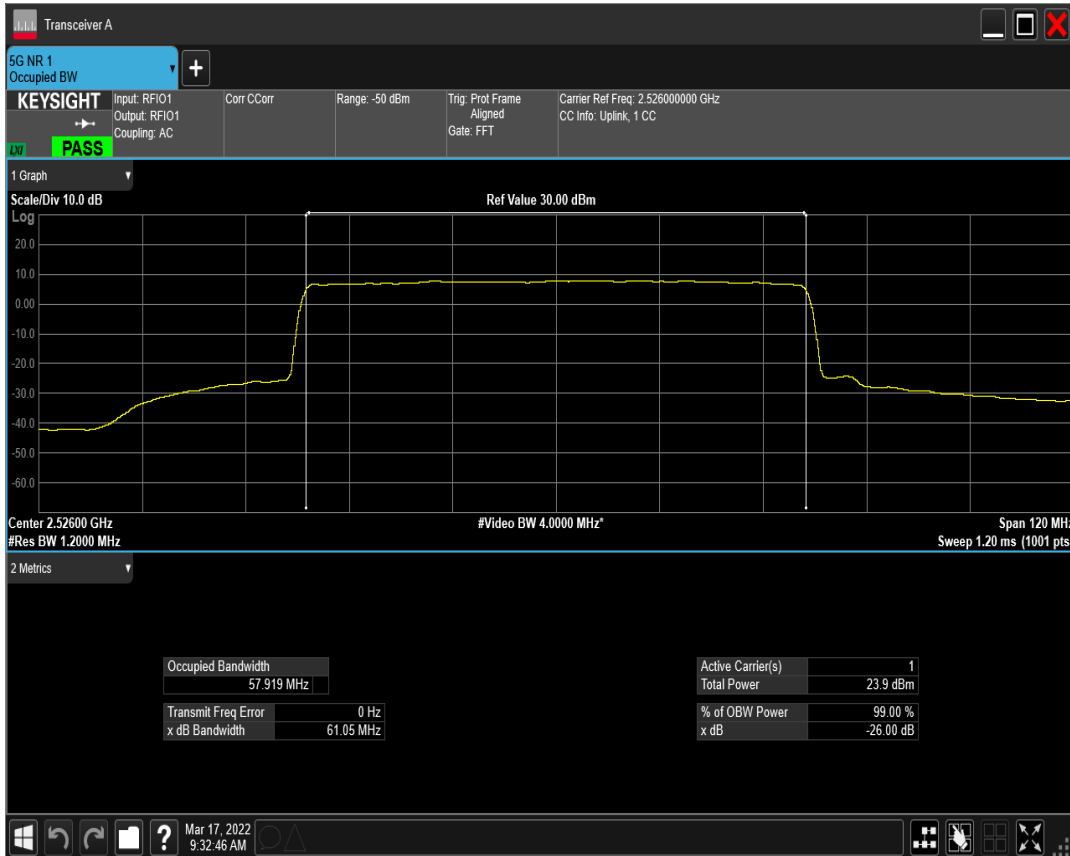 Transceiver A
5G NR 1
Occupied BW
KEYSIGHT
Input: RFIO1
Output: RFIO1
Coupling: AC
Corr CCorr
Range: -50 dBm
Trig: Prot Frame
Aligned
Gate: FFT
Carrier Ref Freq: 2.526000000 GHz
CC Info: Uplink, 1 CC
LXI
PASS
1 Graph
Scale/Div 10.0 dB
Ref Value 30.00 dBm
Log
20.0
10.0
0.00
-10.0
-20.0
-30.0
-40.0
-50.0
-60.0
Center 2.52600 GHz
#Video BW 4.0000 MHz*
Span 120 MHz
#Res BW 1.2000 MHz
Sweep 1.20 ms (1001 pts
2 Metrics
Occupied Bandwidth
57.919 MHz
Transmit Freq Error 0 Hz
x dB Bandwidth 61.05 MHz
Active Carrier(s) 1
Total Power 23.9 dBm
% of OBW Power 99.00 %
x dB -26.00 dB
?
Mar 17, 2022
9:32:46 AM